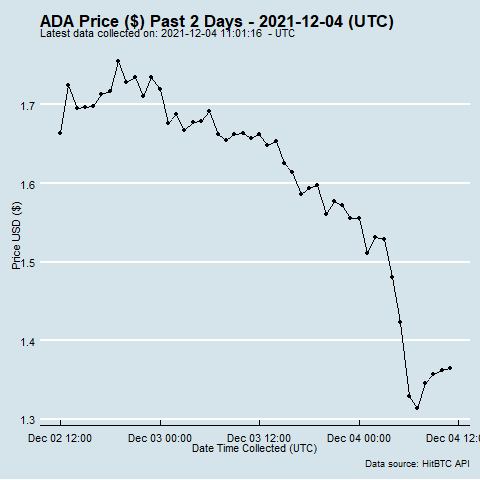 ADA Price ($) Past 2 Days - 2021-12-04 (UTC)
Latest data collected on: 2021-12-04 11:01:16 - UTC
Price USD ($)
1.7
1.6
1.5
1.4
1.3
Dec 02 12:00 Dec 03 00:00 Dec 03 12:00 Dec 04 00:00 Dec 04 12:0
Date Time Collected (UTC)
Data source: HitBTC API